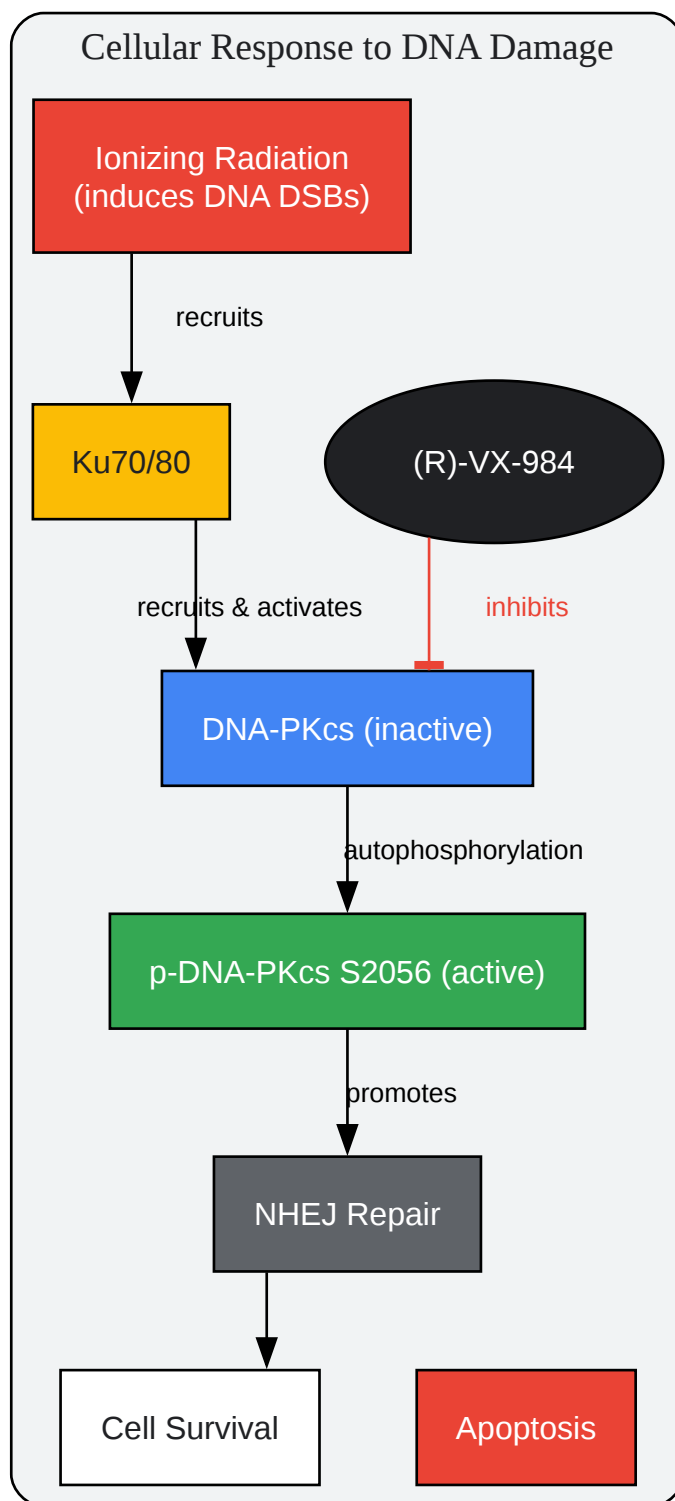 Cellular Response to DNA Damage
Ionizing Radiation
(induces DNA DSBs)
recruits
Ku70/80
(R)-VX-984
recruits & activates
inhibits
DNA-PKcs (inactive)
autophosphorylation
p-DNA-PKcs S2056 (active)
promotes
NHEJ Repair
Cell Survival
Apoptosis